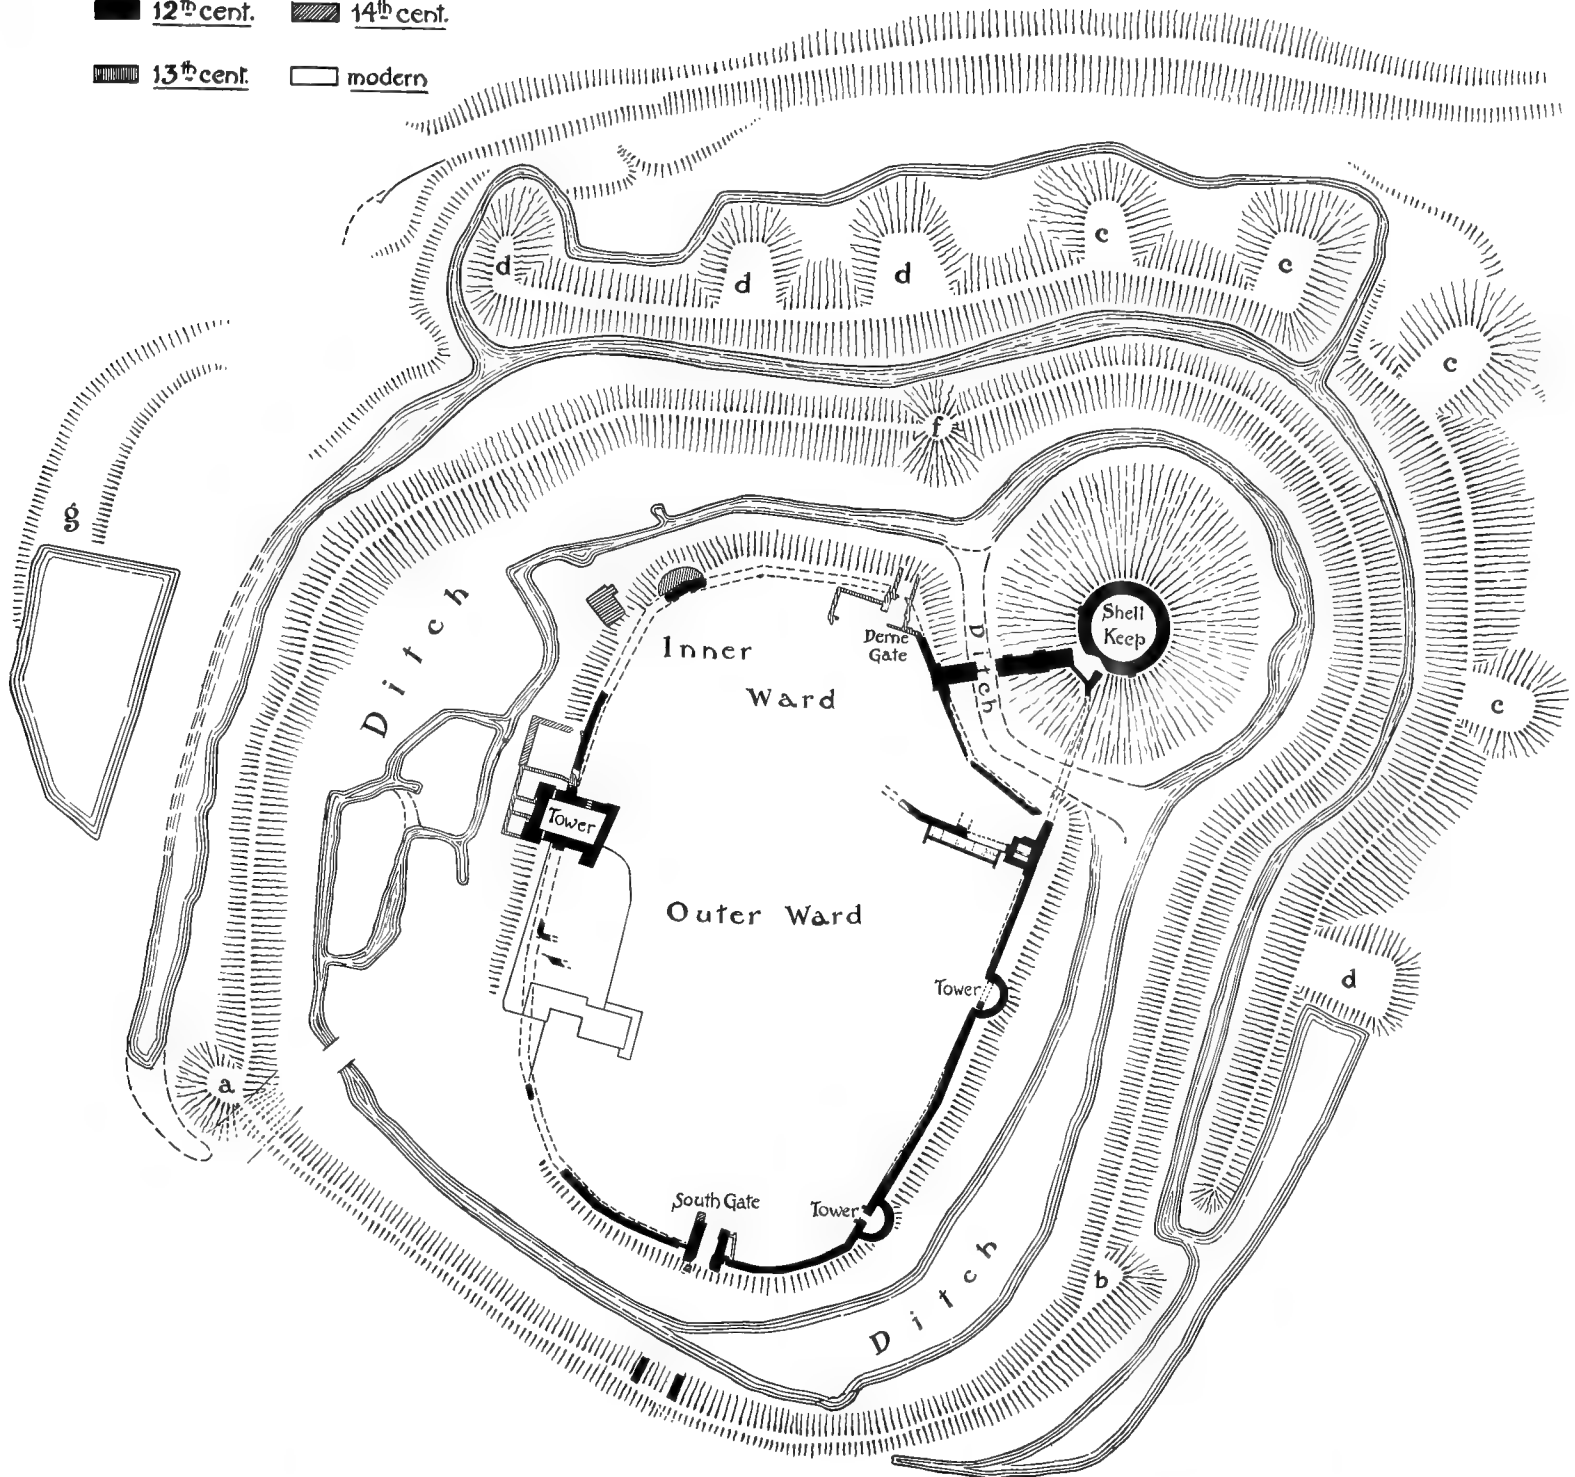 12th cent.
14th cent.
13th cent.
modern
c
d
d
d
c
c
f
g
Ditch
Shell
Keep
Inner
Ward
Derne
Gate
Ditch
c
Tower
Outer Ward
Tower
d
a
South Gate
Tower
Ditch
b